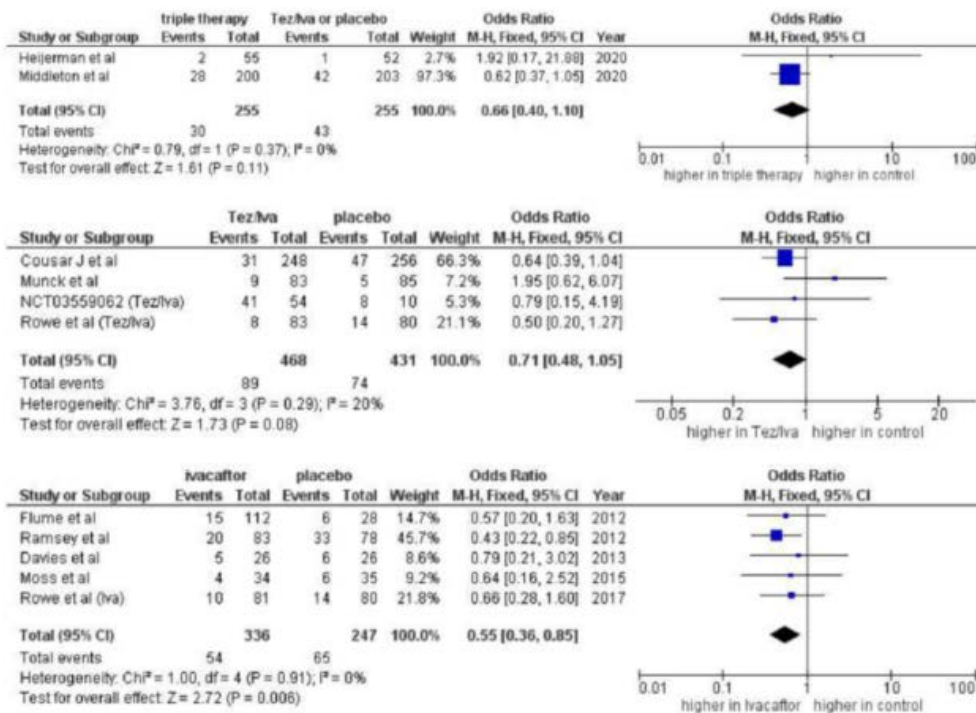 triple therapy Tez/Iva or placebo Odds Ratio Odds Ratio
Study or Subgroup Events Total Events Total Weight M-H, Fixed, 95% CI Year M-H, Fixed, 95% CI
Heijerman et al 2 55 1 52 2.7% 1.92 [0.17, 21.88] 2020
Middleton et al 28 200 42 203 97.3% 0.62 [0.37, 1.05] 2020
Total (95% CI) 255 255 100.0% 0.66 [0.40, 1.10]
Total events 30 43
Heterogeneity: Chi² = 0.79, df = 1 (P = 0.37); I² = 0%
Test for overall effect: Z = 1.61 (P = 0.11)
0.01 0.1 1 10 100
higher in triple therapy higher in control
Tez/Iva placebo Odds Ratio Odds Ratio
Study or Subgroup Events Total Events Total Weight M-H, Fixed, 95% CI M-H, Fixed, 95% CI
Cousar J et al 31 248 47 256 66.3% 0.64 [0.39, 1.04]
Munck et al 9 83 5 85 7.2% 1.95 [0.62, 6.07]
NCT03559062 (Tez/Iva) 41 54 8 10 5.3% 0.79 [0.15, 4.19]
Rowe et al (Tez/Iva) 8 83 14 80 21.1% 0.50 [0.20, 1.27]
Total (95% CI) 468 431 100.0% 0.71 [0.48, 1.05]
Total events 89 74
Heterogeneity: Chi² = 3.76, df = 3 (P = 0.29); I² = 20%
Test for overall effect: Z = 1.73 (P = 0.08)
0.05 0.2 1 5 20
higher in Tez/Iva higher in control
ivacaftor placebo Odds Ratio Odds Ratio
Study or Subgroup Events Total Events Total Weight M-H, Fixed, 95% CI Year M-H, Fixed, 95% CI
Flume et al 15 112 6 28 14.7% 0.57 [0.20, 1.63] 2012
Ramsey et al 20 83 33 78 45.7% 0.43 [0.22, 0.85] 2012
Davies et al 5 26 6 26 8.6% 0.79 [0.21, 3.02] 2013
Moss et al 4 34 6 35 9.2% 0.64 [0.16, 2.52] 2015
Rowe et al (Iva) 10 81 14 80 21.8% 0.66 [0.28, 1.60] 2017
Total (95% CI) 336 247 100.0% 0.55 [0.36, 0.85]
Total events 54 65
Heterogeneity: Chi² = 1.00, df = 4 (P = 0.91); I² = 0%
Test for overall effect: Z = 2.72 (P = 0.006)
0.01 0.1 1 10 100
higher in Ivacaftor higher in control